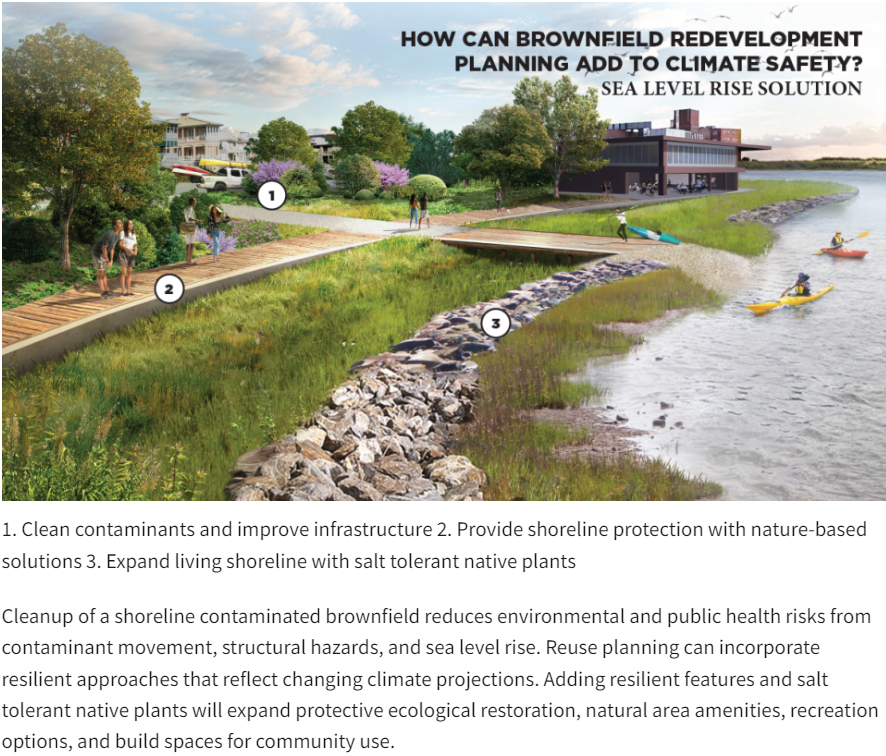 HOW CAN BROWNFIELD REDEVELOPMENT
PLANNING ADD TO CLIMATE SAFETY?
SEA LEVEL RISE SOLUTION
1
2
3
1. Clean contaminants and improve infrastructure 2. Provide shoreline protection with nature-based
solutions 3. Expand living shoreline with salt tolerant native plants
Cleanup of a shoreline contaminated brownfield reduces environmental and public health risks from
contaminant movement, structural hazards, and sea level rise. Reuse planning can incorporate
resilient approaches that reflect changing climate projections. Adding resilient features and salt
tolerant native plants will expand protective ecological restoration, natural area amenities, recreation
options, and build spaces for community use.